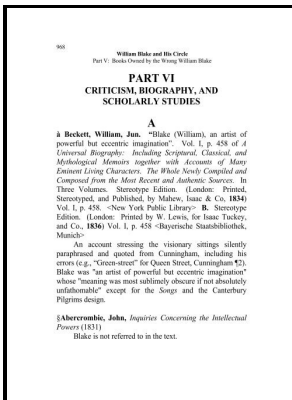 968
William Blake and His Circle
Part V: Books Owned by the Wrong William Blake
PART VI
CRITICISM, BIOGRAPHY, AND
SCHOLARLY STUDIES
A
à Beckett, William, Jun. “Blake (William), an artist of
powerful but eccentric imagination”. Vol. I, p. 458 of A
Universal Biography: Including Scriptural, Classical, and
Mythological Memoirs together with Accounts of Many
Eminent Living Characters. The Whole Newly Compiled and
Composed from the Most Recent and Authentic Sources. In
Three Volumes. Stereotype Edition. (London: Printed,
Stereotyped, and Published, by Mahew, Isaac & Co, 1834)
Vol. I, p. 458. <New York Public Library> B. Stereotype
Edition. (London: Printed by W. Lewis, for Isaac Tuckey,
and Co., 1836) Vol. I, p. 458 <Bayerische Staatsbibliothek,
Munich>
An account stressing the visionary sittings silently
paraphrased and quoted from Cunningham, including his
errors (e.g., “Green-street” for Queen Street, Cunningham ¶2).
Blake was "an artist of powerful but eccentric imagination"
whose "meaning was most sublimely obscure if not absolutely
unfathomable" except for the Songs and the Canterbury
Pilgrims design.
§Abercrombie, John, Inquiries Concerning the Intellectual
Powers (1831)
Blake is not referred to in the text.